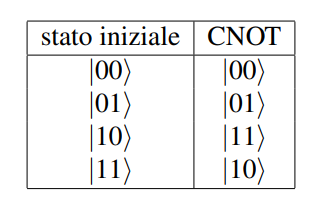 stato iniziale CNOT
|00⟩ |00⟩
|01⟩ |01⟩
|10⟩ |11⟩
|11⟩ |10⟩